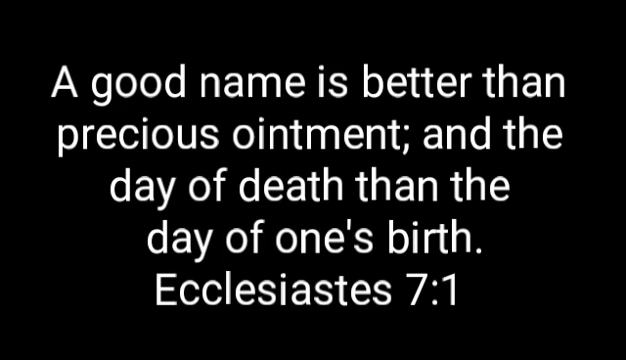 A good name is better than
precious ointment; and the
day of death than the
day of one's birth.
Ecclesiastes 7:1